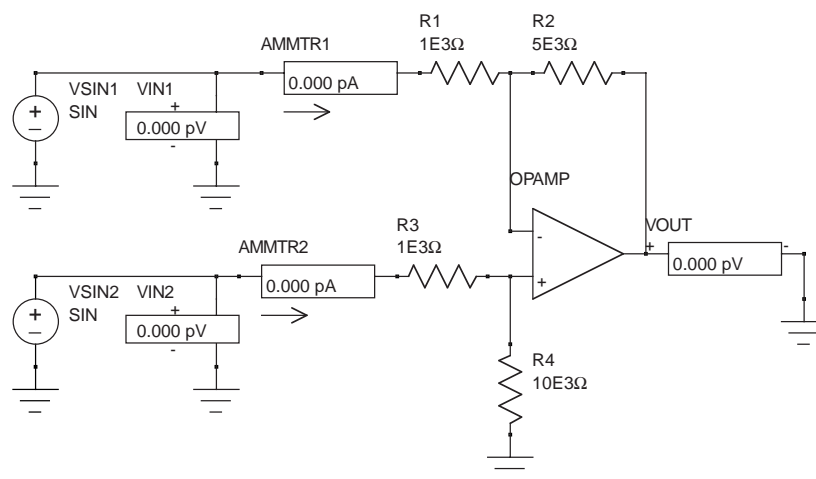 R1
1E3Ω
R2
5E3Ω
AMMTR1
0.000 pA
VSIN1
SIN
+
-
VIN1
+
0.000 pV
-
OPAMP
-
+
VOUT
+
0.000 pV
-
R3
1E3Ω
AMMTR2
0.000 pA
VSIN2
SIN
+
-
VIN2
+
0.000 pV
-
R4
10E3Ω